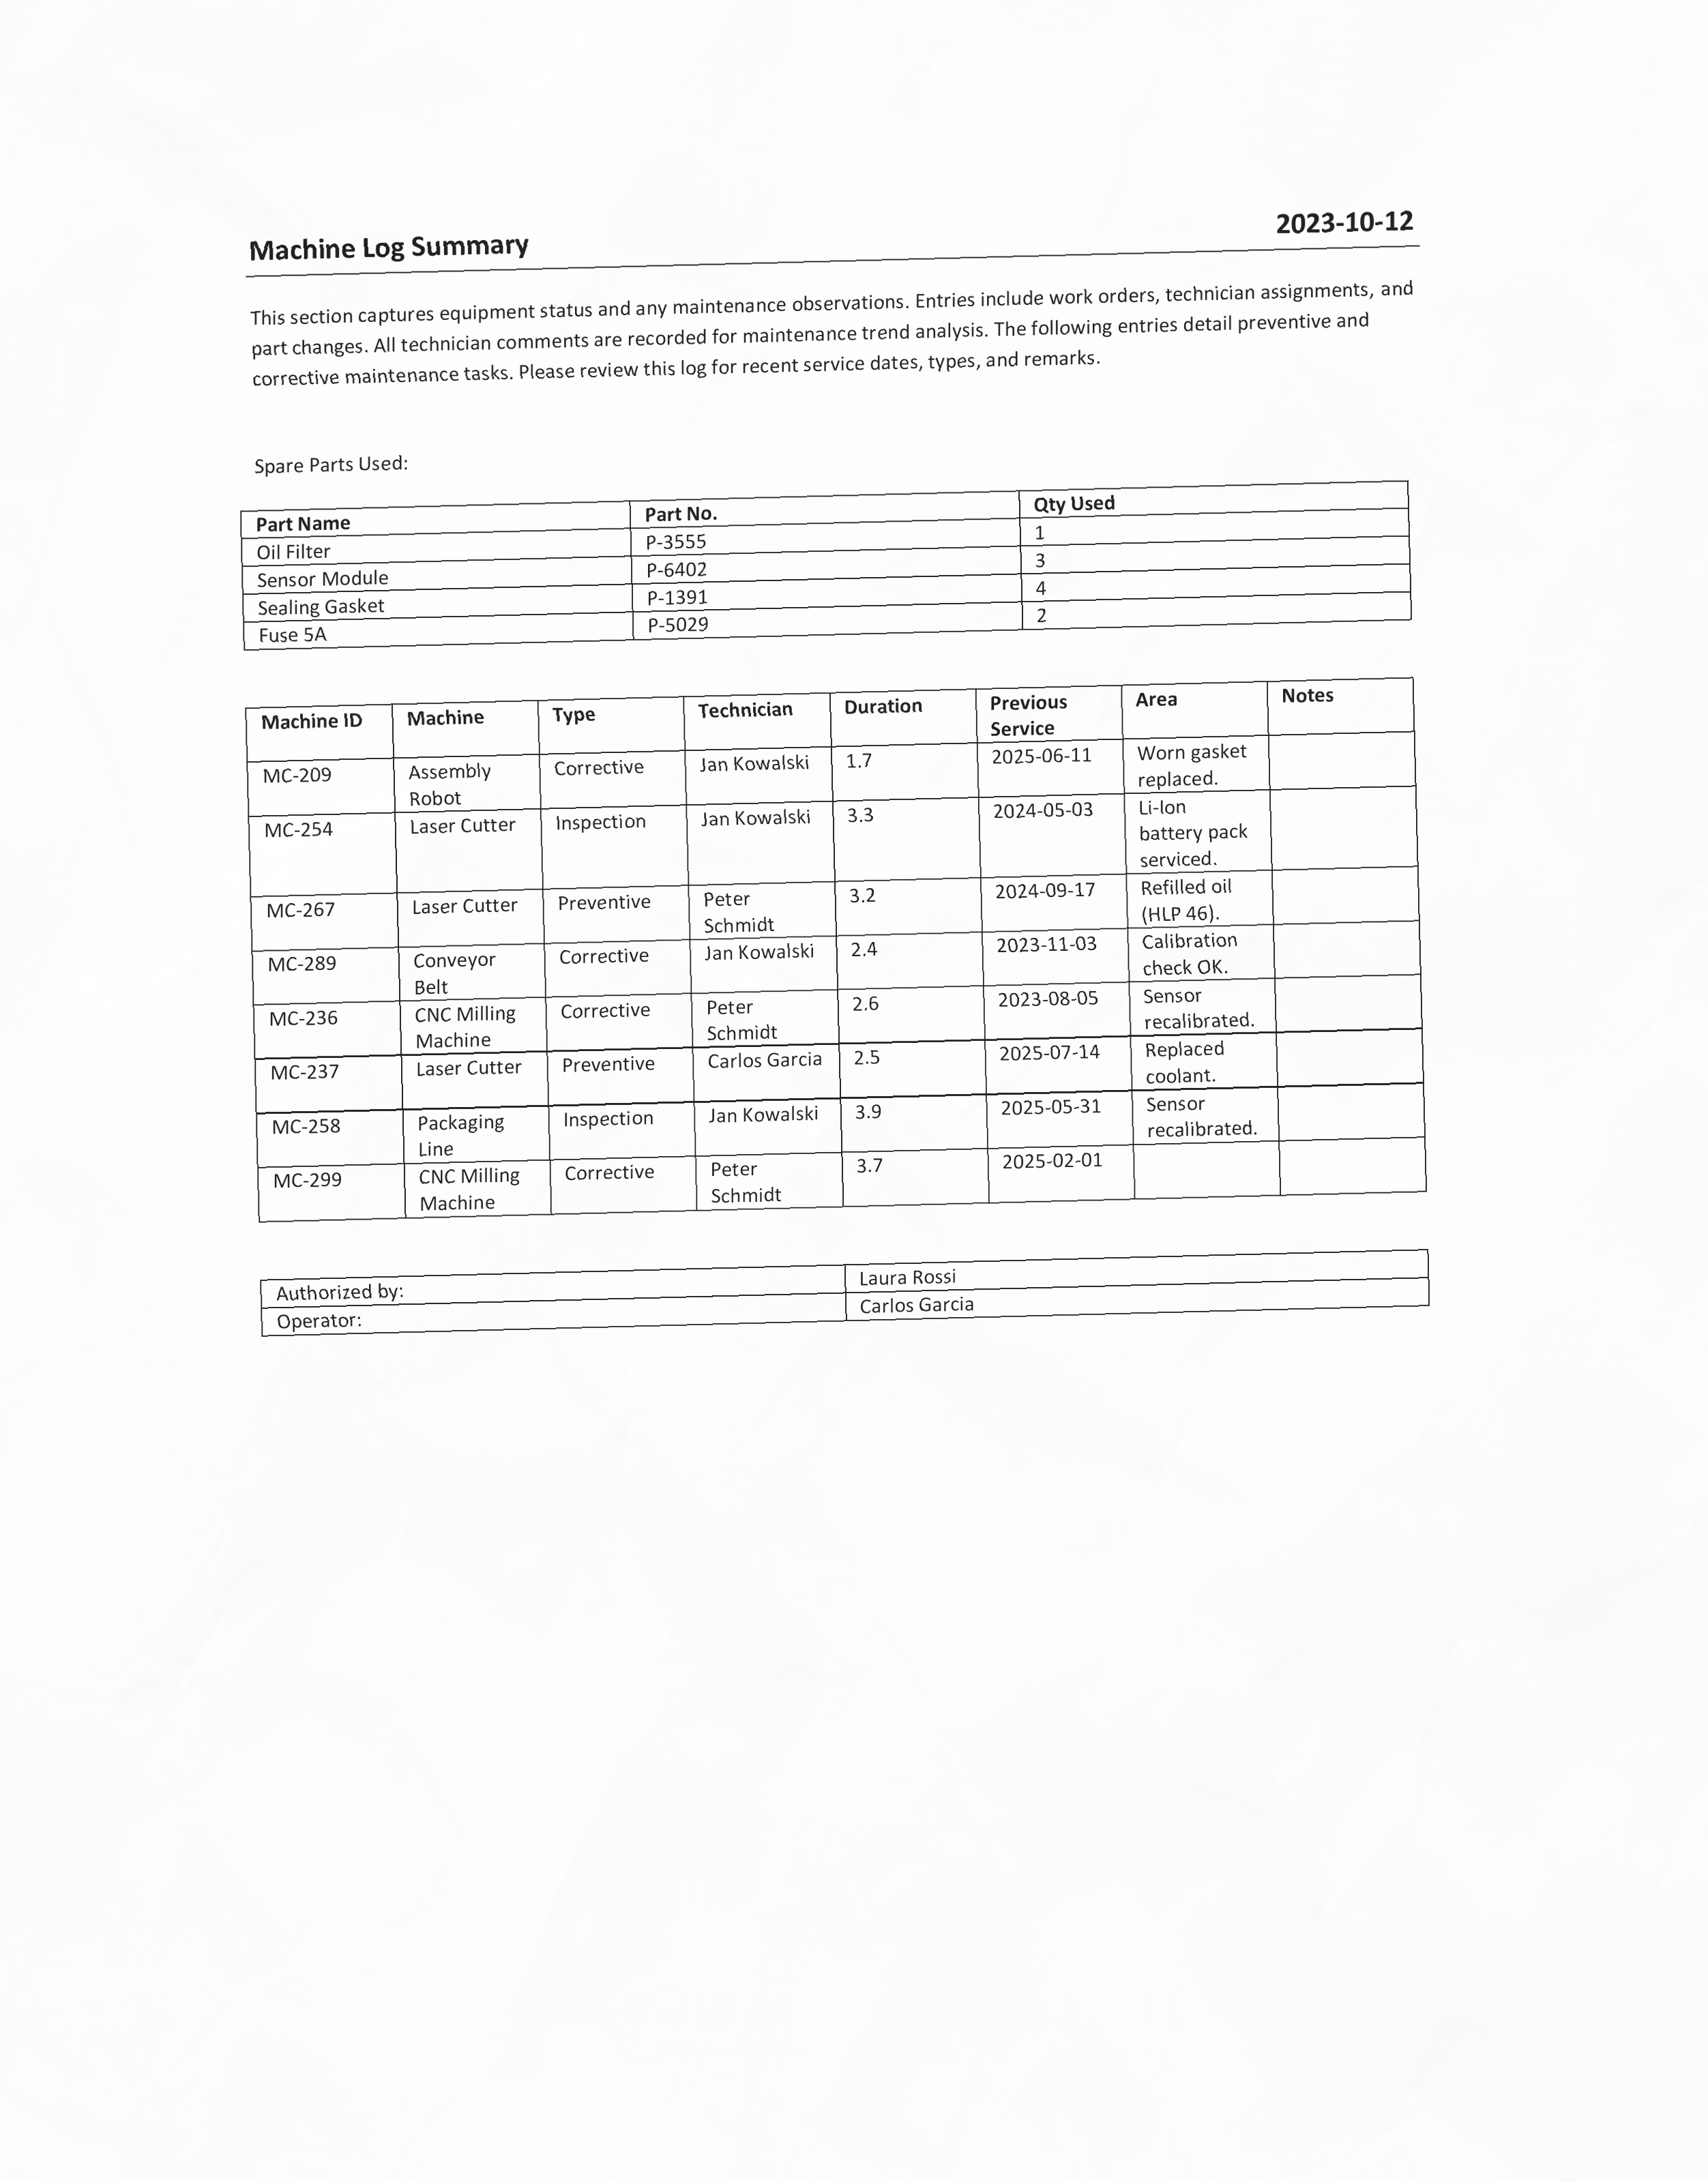 Machine Log Summary 2023-10-12
This section captures equipment status and any maintenance observations. Entries include work orders, technician assignments, and
part changes. All technician comments are recorded for maintenance trend analysis. The following entries detail preventive and
corrective maintenance tasks. Please review this log for recent service dates, types, and remarks.
Spare Parts Used:
Part Name Part No. Qty Used
Oil Filter P-3555 1
Sensor Module P-6402 3
Sealing Gasket P-1391 4
Fuse 5A P-5029 2
Machine ID Machine Type Technician Duration Previous Area Notes
Service
MC-209 Assembly Corrective Jan Kowalski 1.7 2025-06-11 Worn gasket
Robot replaced.
MC-254 Laser Cutter Inspection Jan Kowalski 3.3 2024-05-03 Li-Ion
battery pack
serviced.
MC-267 Laser Cutter Preventive Peter 3.2 2024-09-17 Refilled oil
Schmidt (HLP 46).
MC-289 Conveyor Corrective Jan Kowalski 2.4 2023-11-03 Calibration
Belt check OK.
MC-236 CNC Milling Corrective Peter 2.6 2023-08-05 Sensor
Machine Schmidt recalibrated.
MC-237 Laser Cutter Preventive Carlos Garcia 2.5 2025-07-14 Replaced
coolant.
MC-258 Packaging Inspection Jan Kowalski 3.9 2025-05-31 Sensor
Line recalibrated.
MC-299 CNC Milling Corrective Peter 3.7 2025-02-01
Machine Schmidt
Authorized by: Laura Rossi
Operator: Carlos Garcia